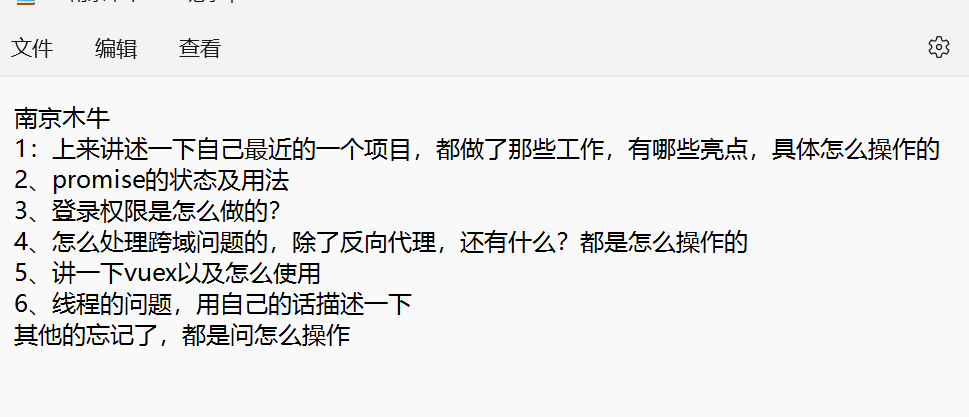 文件 编辑 查看
南京木牛
1：上来讲述一下自己最近的一个项目，都做了那些工作，有哪些亮点，具体怎么操作的
2、promise的状态及用法
3、登录权限是怎么做的？
4、怎么处理跨域问题的，除了反向代理，还有什么？都是怎么操作的
5、讲一下vuex以及怎么使用
6、线程的问题，用自己的话描述一下
其他的忘记了，都是问怎么操作